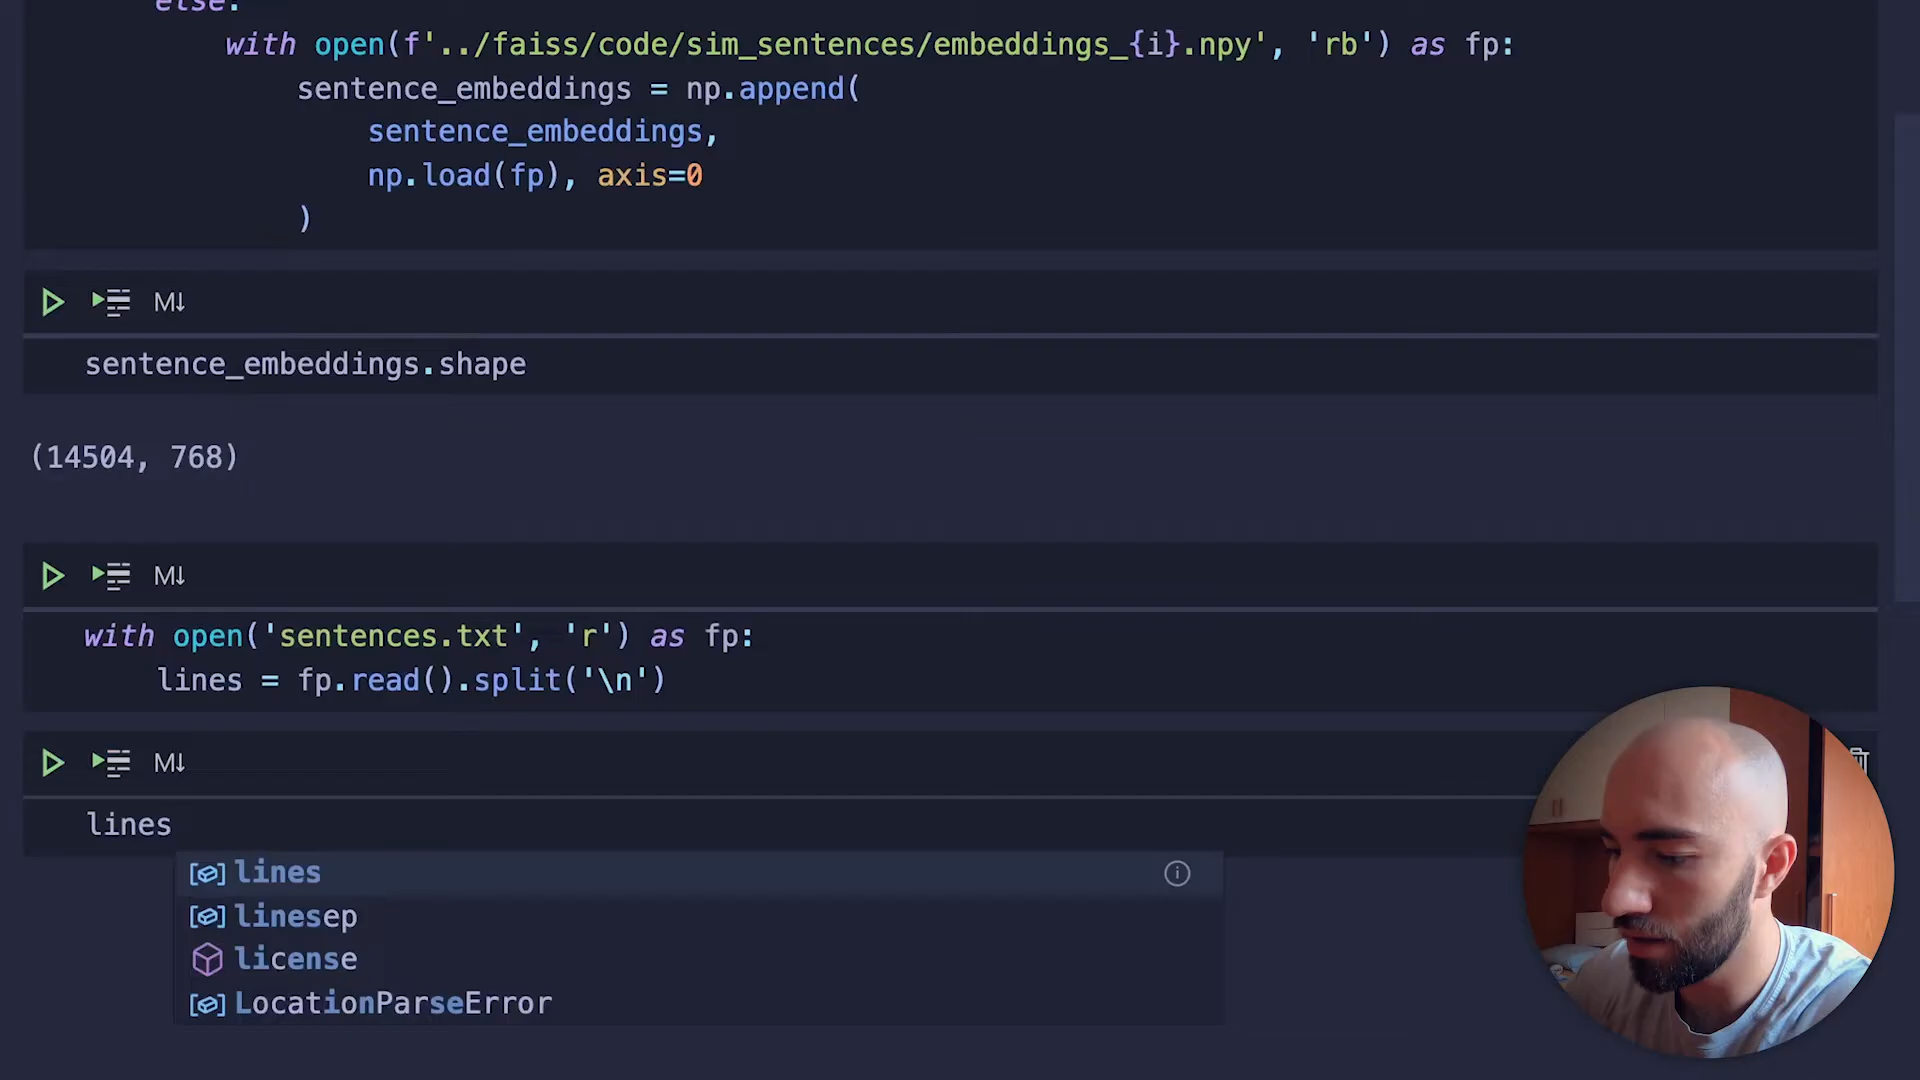 else:
with open(f'../faiss/code/sim_sentences/embeddings_{i}.npy', 'rb') as fp:
sentence_embeddings = np.append(
sentence_embeddings,
np.load(fp), axis=0
)
M↓
sentence_embeddings.shape
(14504, 768)
M↓
with open('sentences.txt', 'r') as fp:
lines = fp.read().split('\n')
M↓
lines
lines
linesep
license
LocationParseError